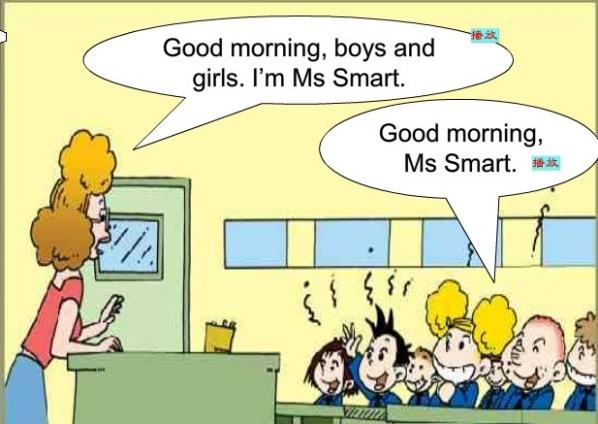 Good morning, boys and
girls. I'm Ms Smart.
播放
Good morning,
Ms Smart.
播放